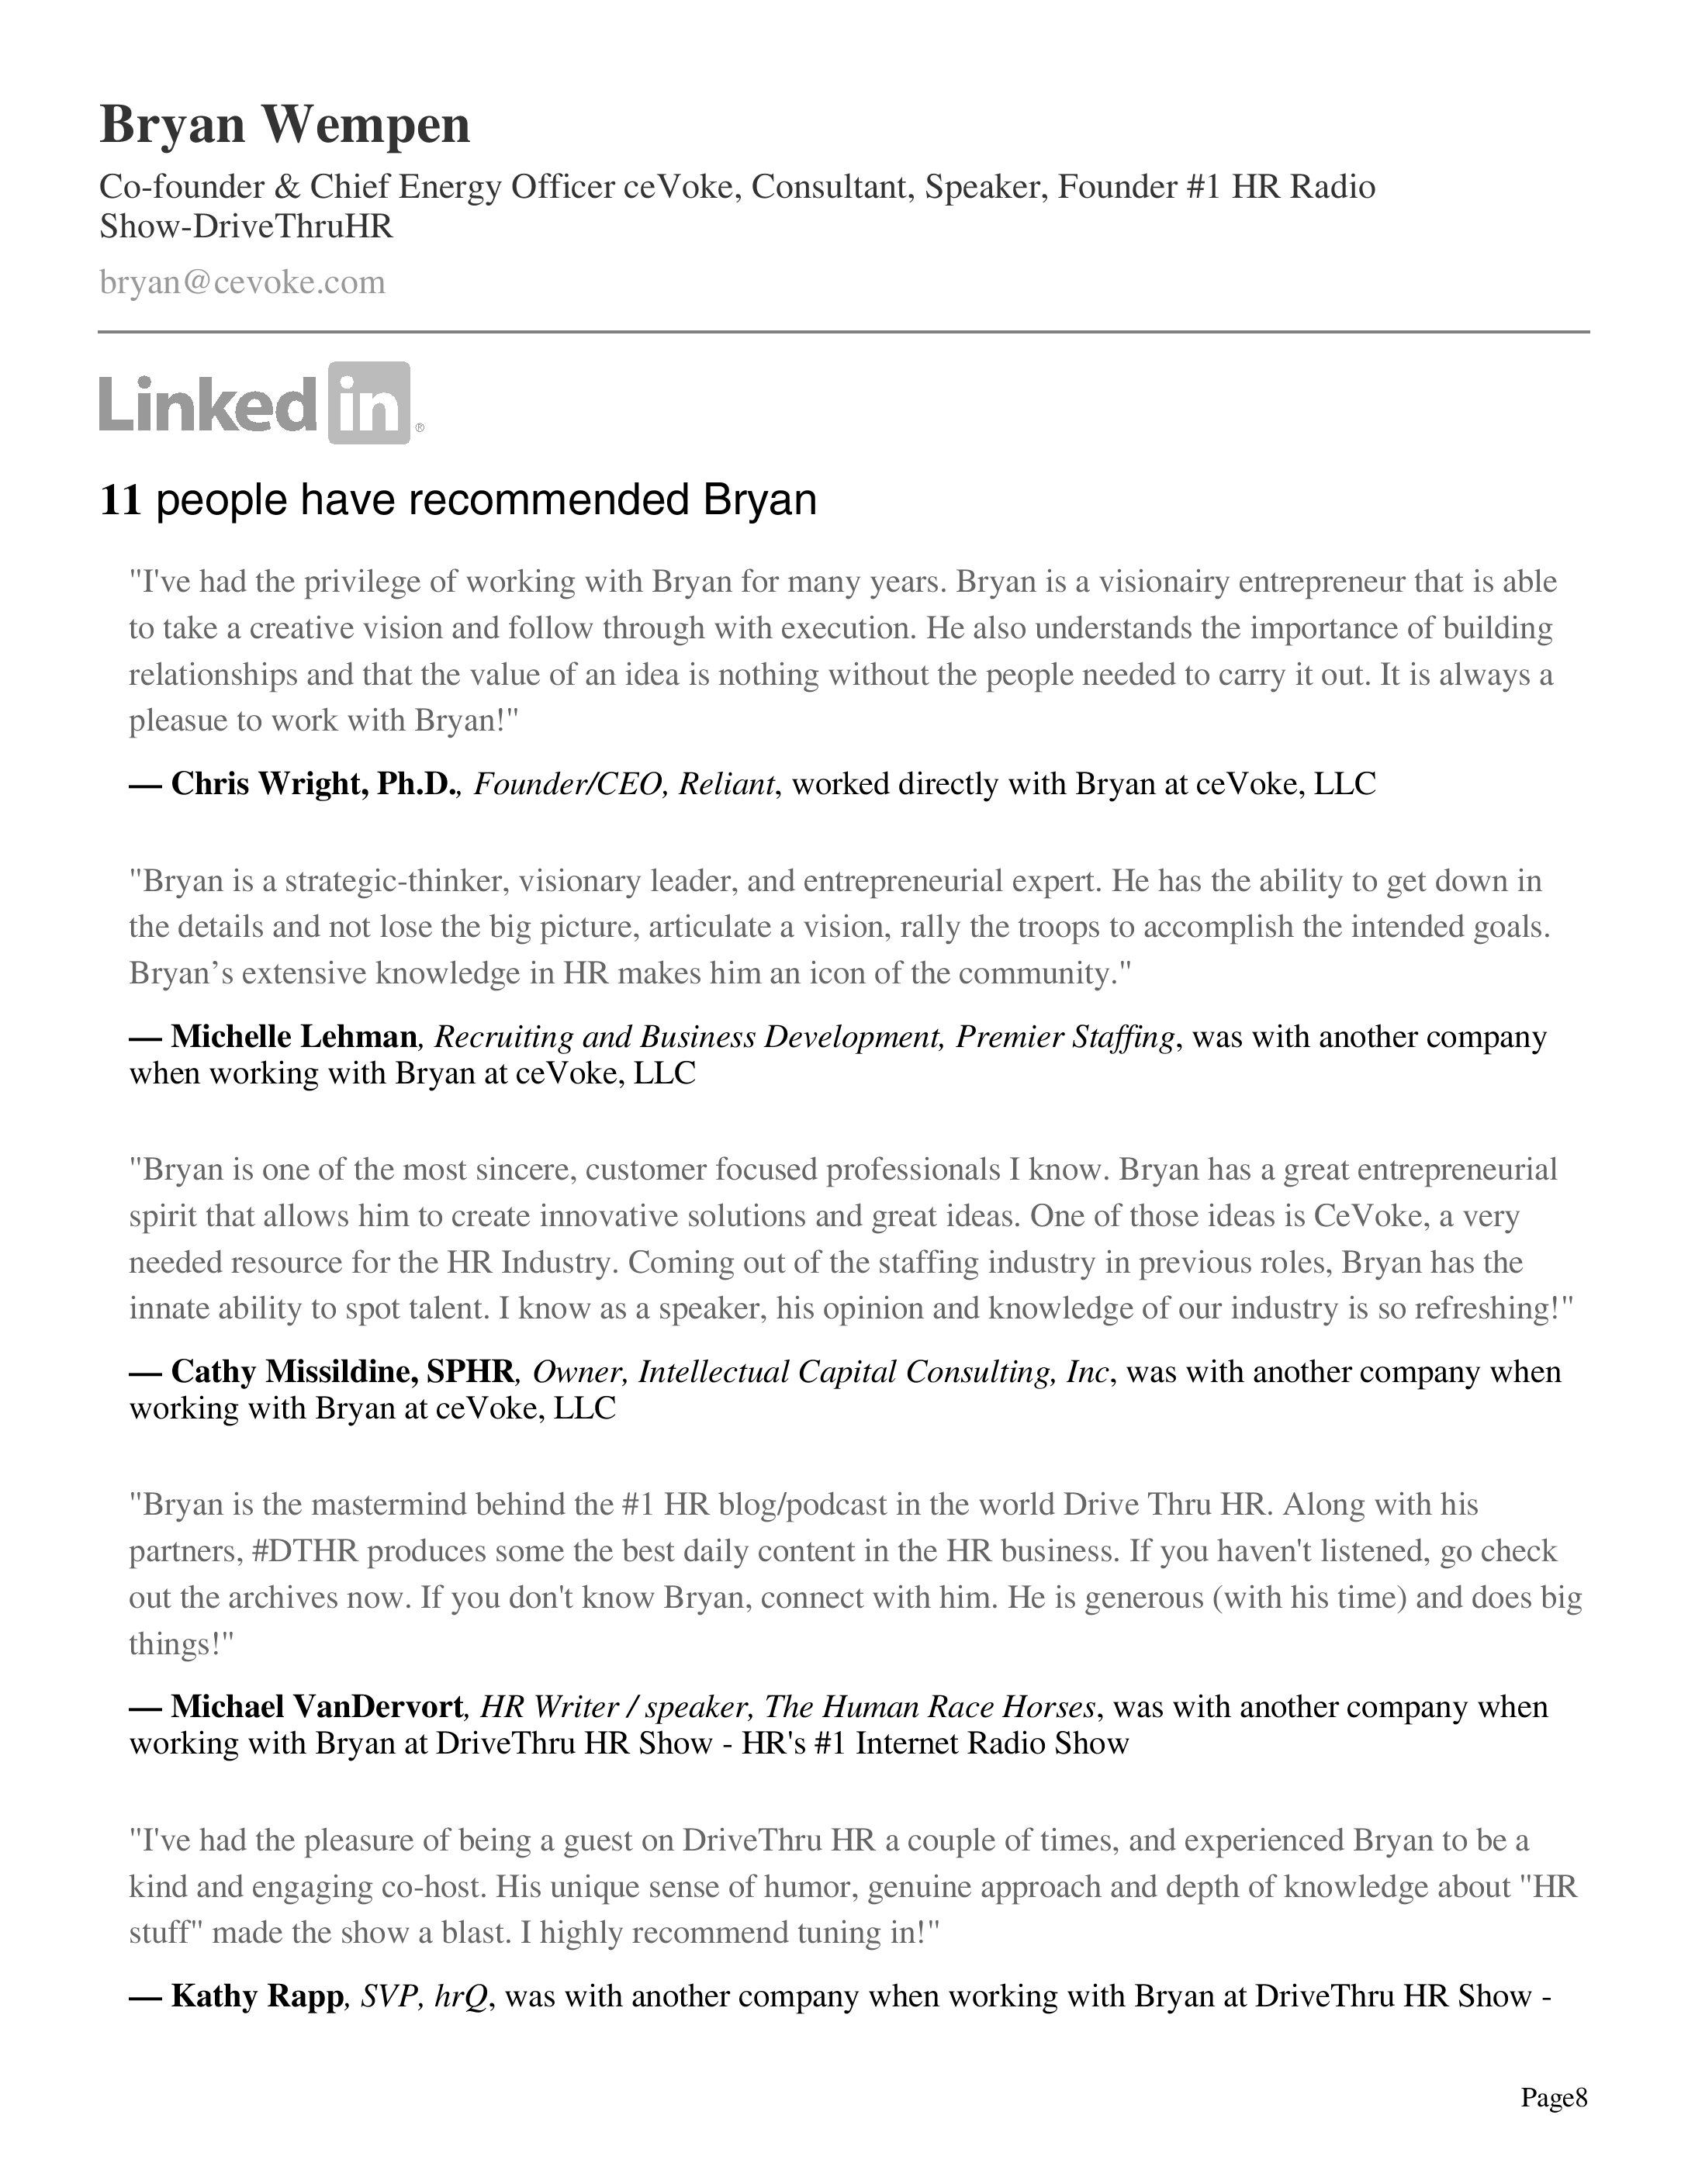 Bryan Wempen
Co-founder & Chief Energy Officer ceVoke, Consultant, Speaker, Founder #1 HR Radio
Show-DriveThruHR
bryan@cevoke.com
Linked in ®
11 people have recommended Bryan
"I've had the privilege of working with Bryan for many years. Bryan is a visionairy entrepreneur that is able
to take a creative vision and follow through with execution. He also understands the importance of building
relationships and that the value of an idea is nothing without the people needed to carry it out. It is always a
pleasue to work with Bryan!"
— Chris Wright, Ph.D., Founder/CEO, Reliant, worked directly with Bryan at ceVoke, LLC
"Bryan is a strategic-thinker, visionary leader, and entrepreneurial expert. He has the ability to get down in
the details and not lose the big picture, articulate a vision, rally the troops to accomplish the intended goals.
Bryan’s extensive knowledge in HR makes him an icon of the community."
— Michelle Lehman, Recruiting and Business Development, Premier Staffing, was with another company
when working with Bryan at ceVoke, LLC
"Bryan is one of the most sincere, customer focused professionals I know. Bryan has a great entrepreneurial
spirit that allows him to create innovative solutions and great ideas. One of those ideas is CeVoke, a very
needed resource for the HR Industry. Coming out of the staffing industry in previous roles, Bryan has the
innate ability to spot talent. I know as a speaker, his opinion and knowledge of our industry is so refreshing!"
— Cathy Missildine, SPHR, Owner, Intellectual Capital Consulting, Inc, was with another company when
working with Bryan at ceVoke, LLC
"Bryan is the mastermind behind the #1 HR blog/podcast in the world Drive Thru HR. Along with his
partners, #DTHR produces some the best daily content in the HR business. If you haven't listened, go check
out the archives now. If you don't know Bryan, connect with him. He is generous (with his time) and does big
things!"
— Michael VanDervort, HR Writer / speaker, The Human Race Horses, was with another company when
working with Bryan at DriveThru HR Show - HR's #1 Internet Radio Show
"I've had the pleasure of being a guest on DriveThru HR a couple of times, and experienced Bryan to be a
kind and engaging co-host. His unique sense of humor, genuine approach and depth of knowledge about "HR
stuff" made the show a blast. I highly recommend tuning in!"
— Kathy Rapp, SVP, hrQ, was with another company when working with Bryan at DriveThru HR Show -
Page8